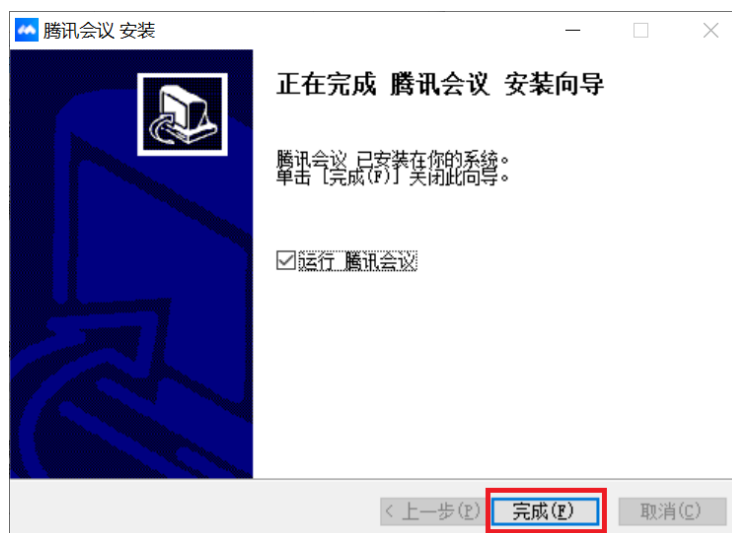 腾讯会议 安装
正在完成 腾讯会议 安装向导
腾讯会议 已安装在你的系统。
单击 [完成(F)] 关闭此向导。
运行 腾讯会议
< 上一步(P)
完成(F)
取消(C)